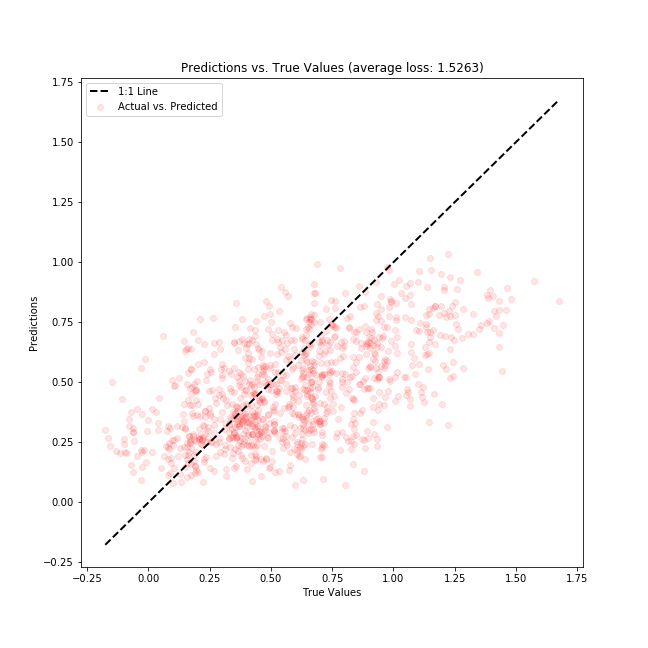 Predictions vs. True Values (average loss: 1.5263)
1:1 Line
Actual vs. Predicted
Predictions
1.75
1.50
1.25
1.00
0.75
0.50
0.25
0.00
−0.25
−0.25 0.00 0.25 0.50 0.75 1.00 1.25 1.50 1.75
True Values